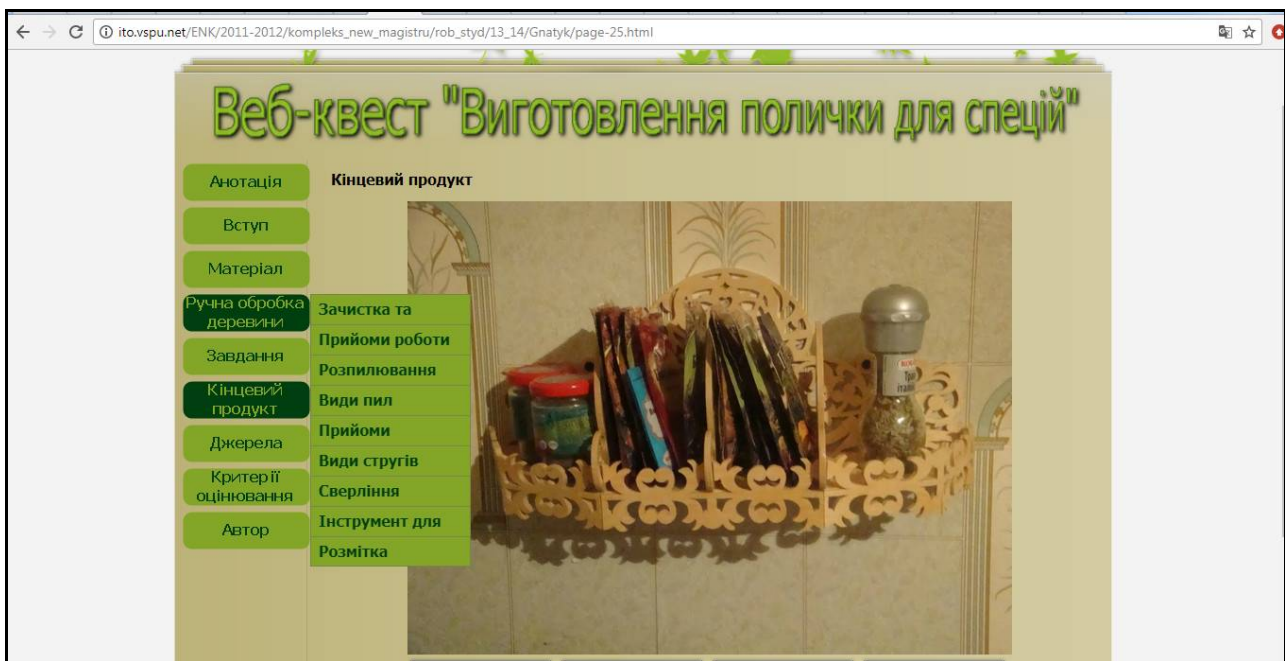 ito.vspu.net/ENK/2011-2012/kompleks_new_magistru/rob_styd/13_14/Gnatyk/page-25.html
Веб-квест "Виготовлення полички для спецій"
Анотація
Вступ
Матеріал
Ручна обробка
деревини
Завдання
Кінцевий
продукт
Джерела
Критерії
оцінювання
Автор
Зачистка та
Прийоми роботи
Розпилювання
Види пил
Прийоми
Види стругів
Сверління
Інструмент для
Розмітка
Кінцевий продукт